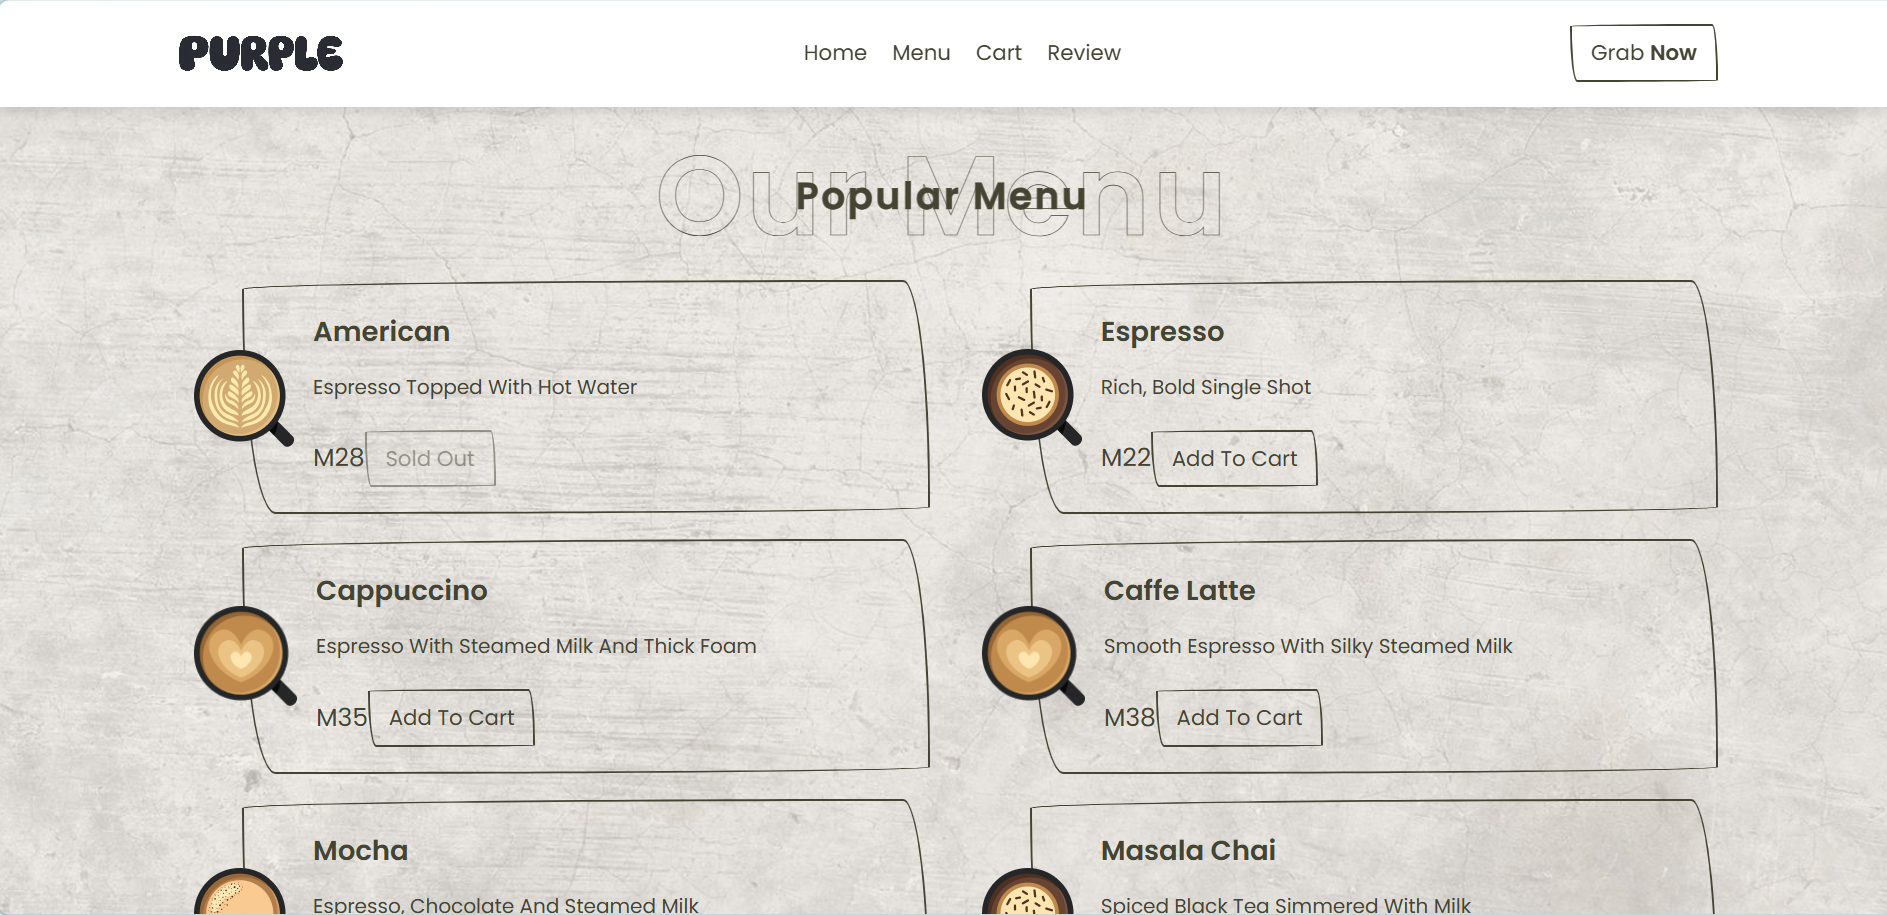 PURPLE
Home Menu Cart Review
Grab Now
Our Menu
Popular Menu
American
Espresso Topped With Hot Water
M28 Sold Out
Espresso
Rich, Bold Single Shot
M22 Add To Cart
Cappuccino
Espresso With Steamed Milk And Thick Foam
M35 Add To Cart
Caffe Latte
Smooth Espresso With Silky Steamed Milk
M38 Add To Cart
Mocha
Espresso, Chocolate And Steamed Milk
Masala Chai
Spiced Black Tea Simmered With Milk